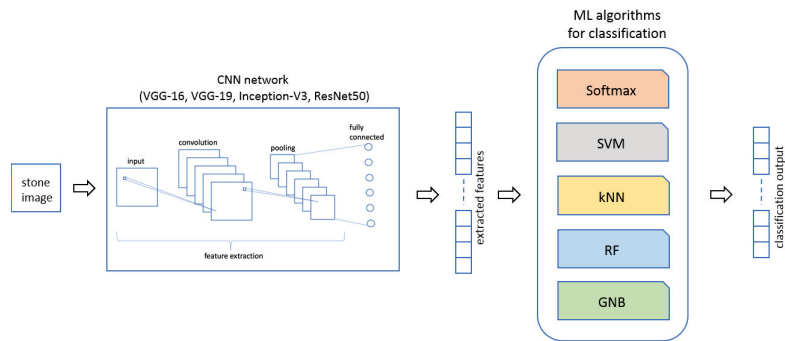 ML algorithms
for classification
CNN network
(VGG-16, VGG-19, Inception-V3, ResNet50)
stone
image
input
convolution
pooling
fully
connected
feature extraction
extracted features
Softmax
SVM
kNN
RF
GNB
classification output